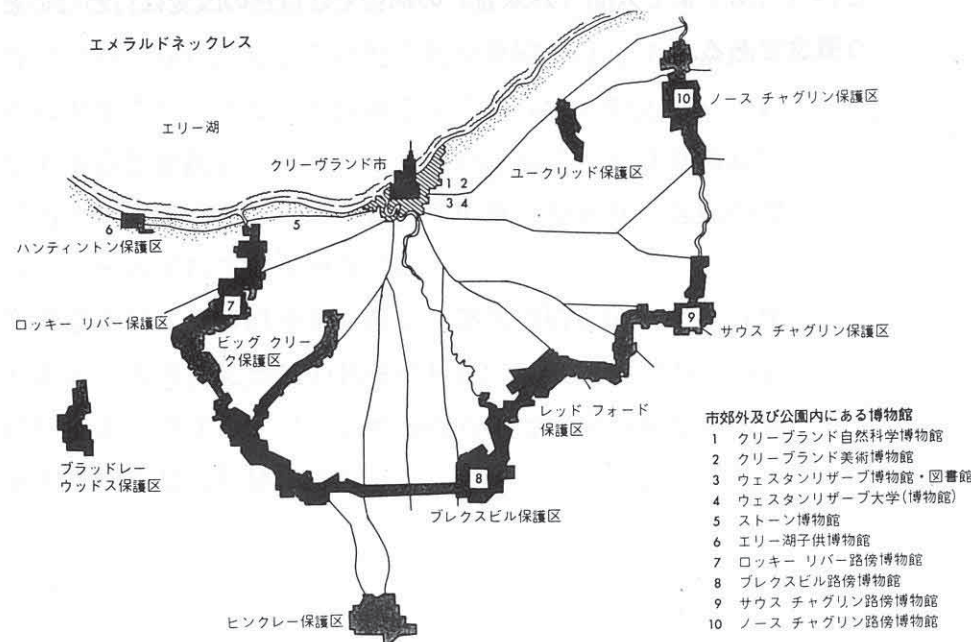 エメラルドネックレス
エリー湖
クリーヴランド市
1 2
3 4
10
ノース チャグリン保護区
ユークリッド保護区
6
5
ハンティントン保護区
7
ロッキー リバー保護区
ビッグ クリー
ク保護区
9
サウス チャグリン保護区
レッド フォード
保護区
ブラッドレー
ウッドス保護区
8
ブレクスビル保護区
ヒンクレー保護区
市郊外及び公園内にある博物館
1 クリーブランド自然科学博物館
2 クリーブランド美術博物館
3 ウェスタンリザーブ博物館・図書館
4 ウェスタンリザーブ大学(博物館)
5 ストーン博物館
6 エリー湖子供博物館
7 ロッキー リバー路傍博物館
8 ブレクスビル路傍博物館
9 サウス チャグリン路傍博物館
10 ノース チャグリン路傍博物館